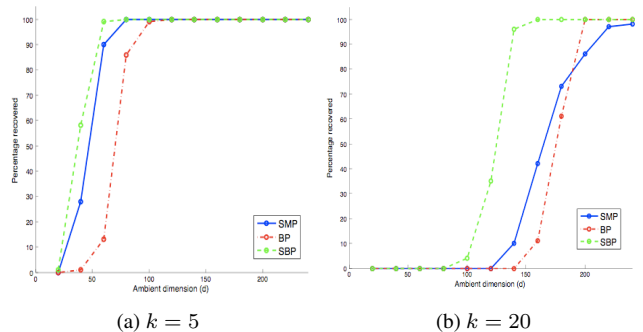 100
90
80
70
60
50
40
30
20
10
0
Percentage recovered
0 50 100 150 200
Ambient dimension (d)
SMP
BP
SBP
(a) k = 5
100
90
80
70
60
50
40
30
20
10
0
Percentage recovered
0 50 100 150 200
Ambient dimension (d)
SMP
BP
SBP
(b) k = 20